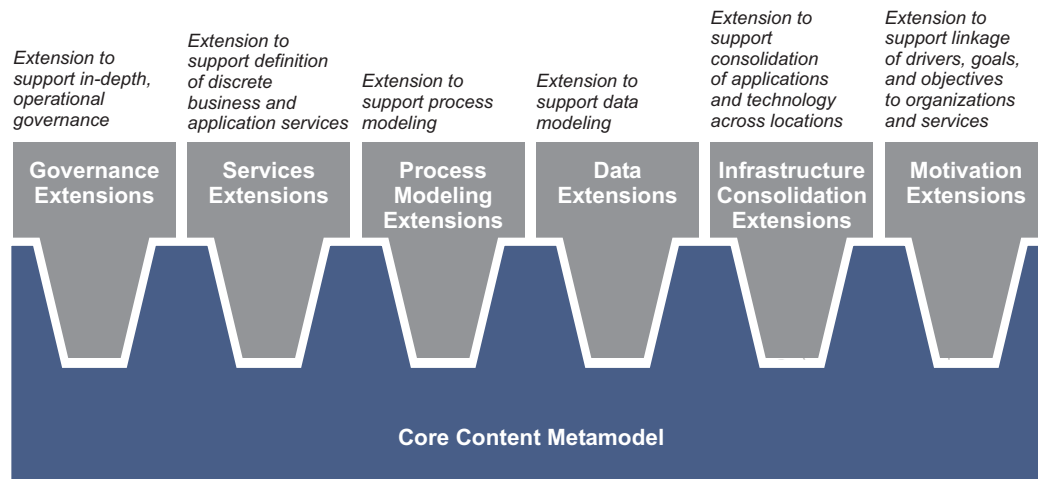 Extension to
support in-depth,
operational
governance
Extension to
support definition
of discrete
business and
application services
Extension to
support process
modeling
Extension to
support data
modeling
Extension to
support
consolidation
of applications
and technology
across locations
Extension to
support linkage
of drivers, goals,
and objectives
to organizations
and services
Governance
Extensions
Services
Extensions
Process
Modeling
Extensions
Data
Extensions
Infrastructure
Consolidation
Extensions
Motivation
Extensions
Core Content Metamodel